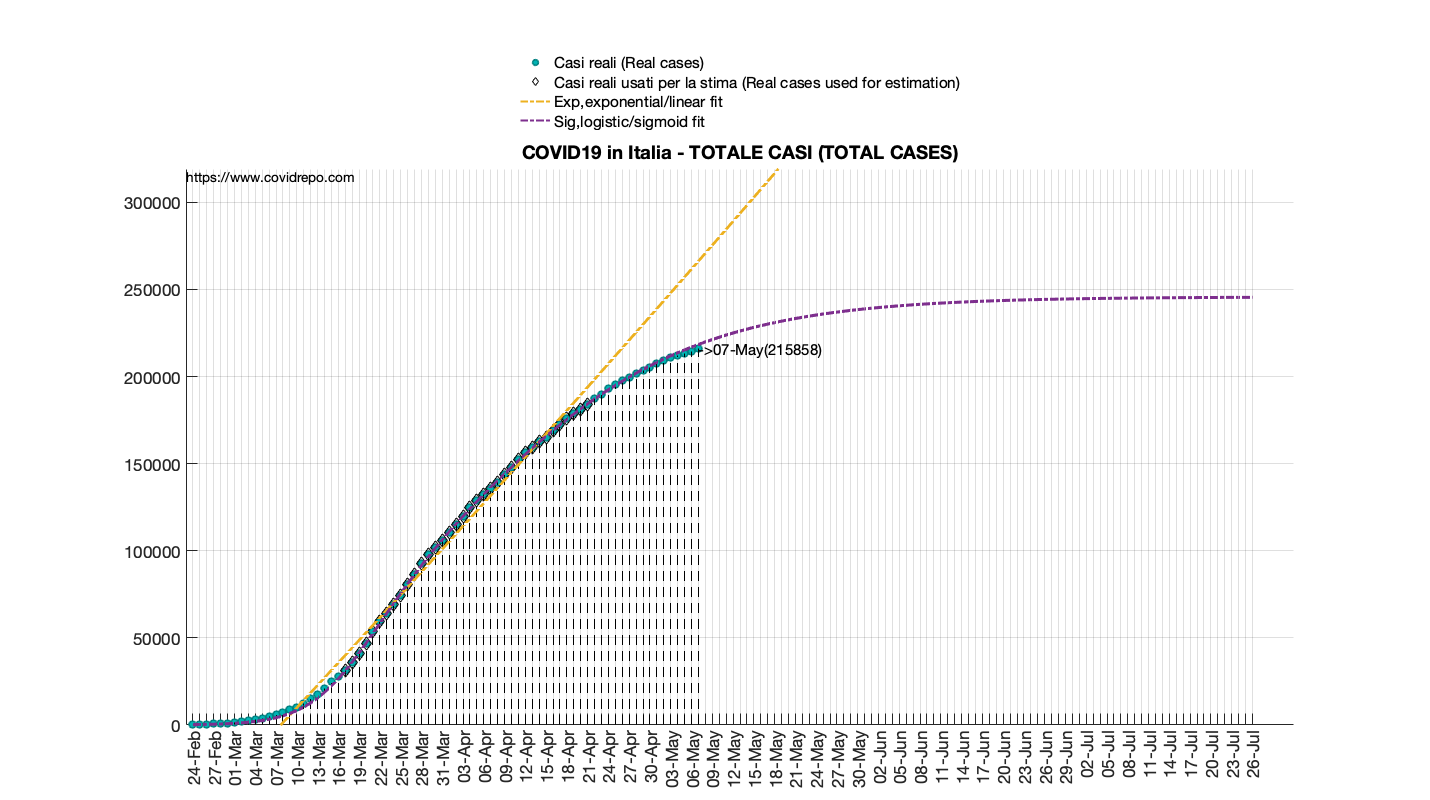 Casi reali (Real cases)
Casi reali usati per la stima (Real cases used for estimation)
Exp,exponential/linear fit
Sig,logistic/sigmoid fit
COVID19 in Italia - TOTALE CASI (TOTAL CASES)
https://www.covidrepo.com
300000
250000
200000
150000
100000
50000
0
>07-May(215858)
24-Feb
27-Feb
01-Mar
04-Mar
07-Mar
10-Mar
13-Mar
16-Mar
19-Mar
22-Mar
25-Mar
28-Mar
31-Mar
03-Apr
06-Apr
09-Apr
12-Apr
15-Apr
18-Apr
21-Apr
24-Apr
27-Apr
30-Apr
03-May
06-May
09-May
12-May
15-May
18-May
21-May
24-May
27-May
30-May
02-Jun
05-Jun
08-Jun
11-Jun
14-Jun
17-Jun
20-Jun
23-Jun
26-Jun
29-Jun
02-Jul
05-Jul
08-Jul
11-Jul
14-Jul
17-Jul
20-Jul
23-Jul
26-Jul